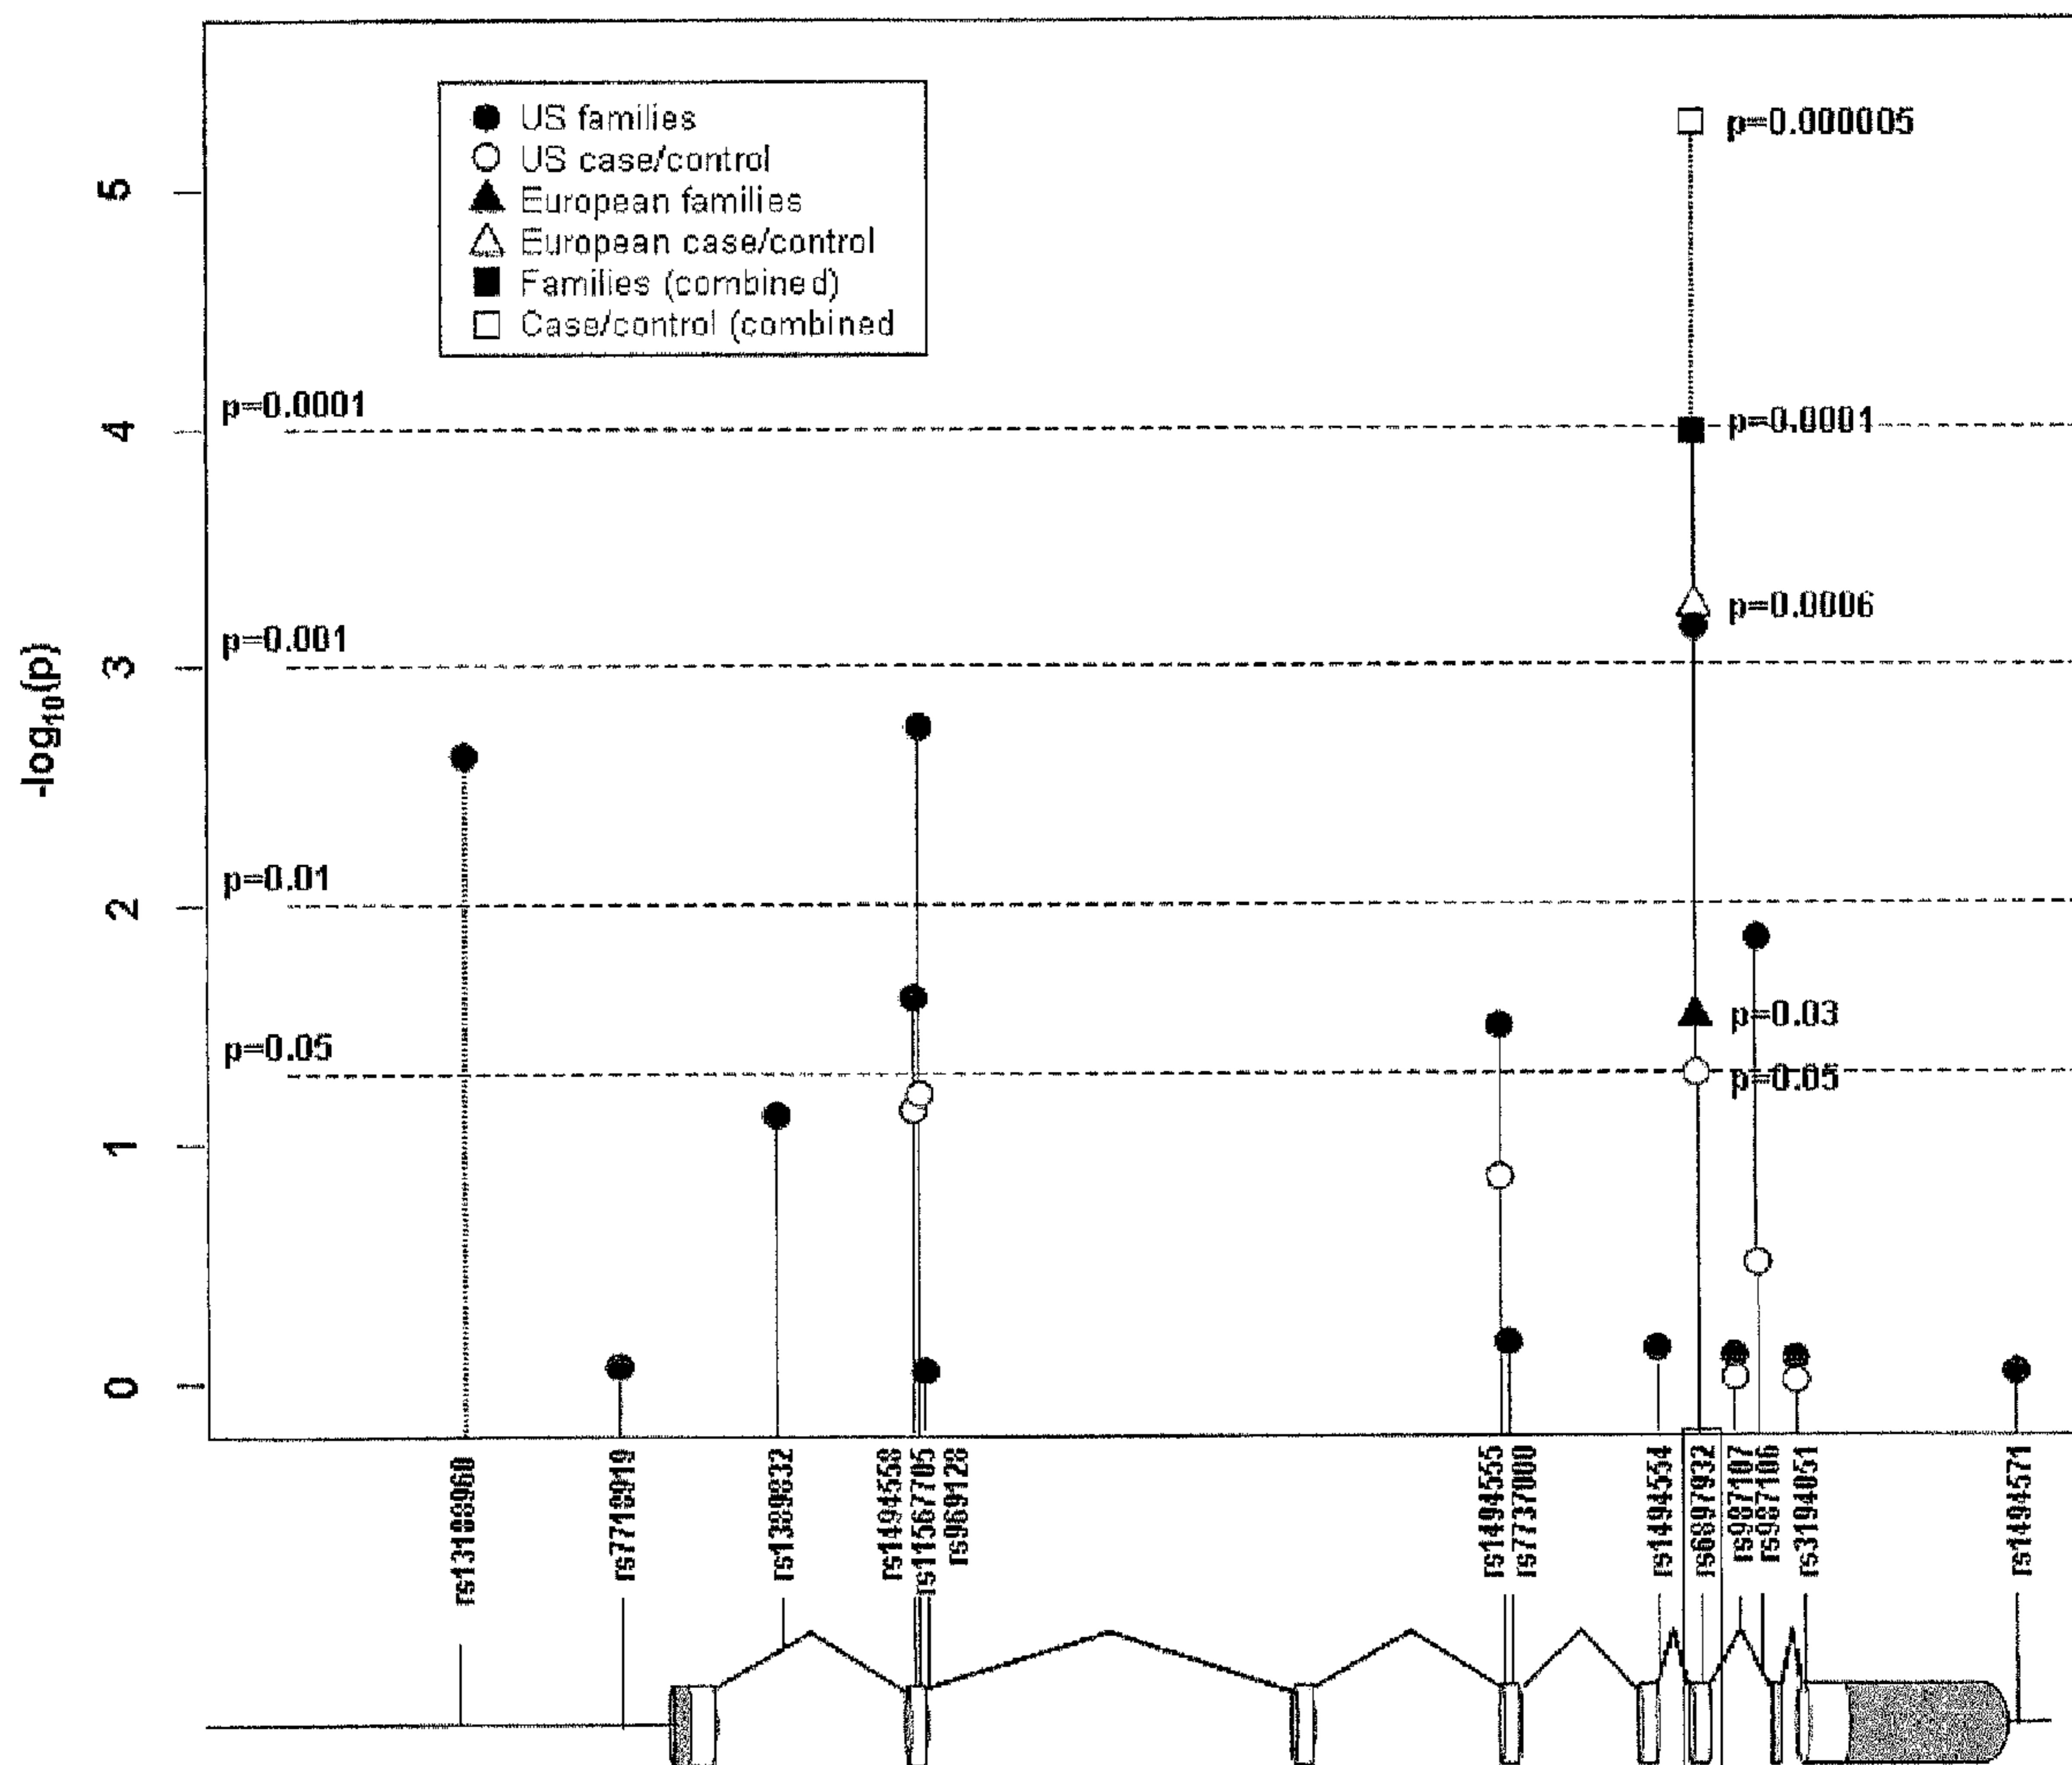 US families
US case/control
European families
European case/control
Families (combined)
Case/control (combined
p=0.000005
p=0.0001
p=0.0001
p=0.0006
p=0.001
p=0.01
p=0.03
p=0.05
p=0.05
-log10(p)
5
4
3
2
1
0
rs13188960
rs7718919
rs1389832
rs1494558
rs11567705
rs969128
rs1494555
rs7737000
rs1494554
rs6897932
rs987107
rs987106
rs3194051
rs1494571